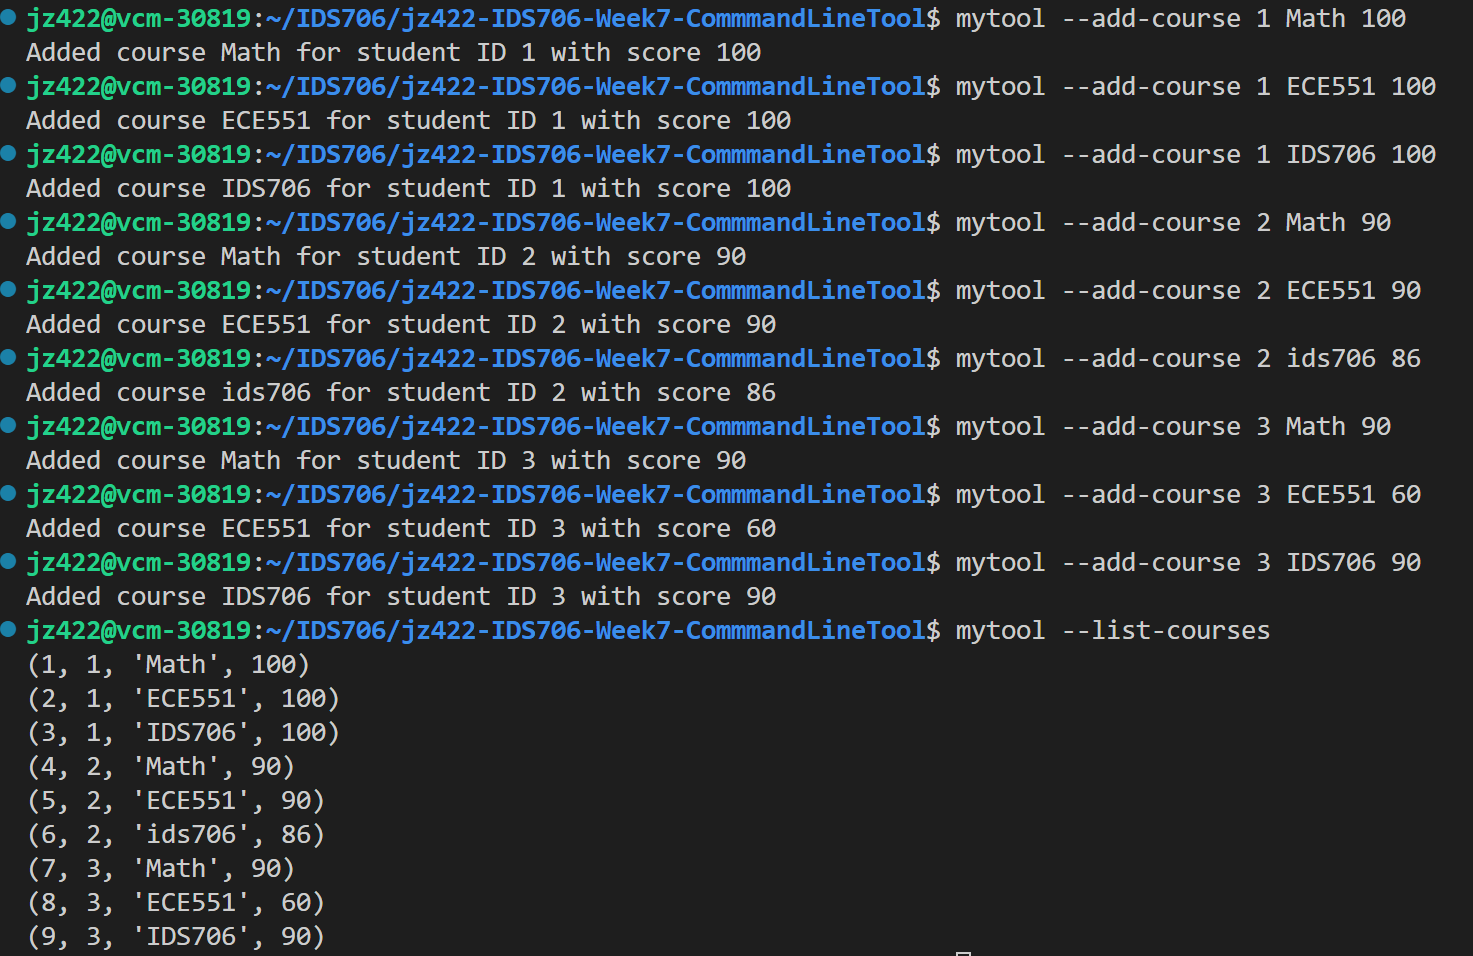 jz422@vcm-30819:~/IDS706/jz422-IDS706-Week7-CommmandLineTool$ mytool --add-course 1 Math 100
Added course Math for student ID 1 with score 100
jz422@vcm-30819:~/IDS706/jz422-IDS706-Week7-CommmandLineTool$ mytool --add-course 1 ECE551 100
Added course ECE551 for student ID 1 with score 100
jz422@vcm-30819:~/IDS706/jz422-IDS706-Week7-CommmandLineTool$ mytool --add-course 1 IDS706 100
Added course IDS706 for student ID 1 with score 100
jz422@vcm-30819:~/IDS706/jz422-IDS706-Week7-CommmandLineTool$ mytool --add-course 2 Math 90
Added course Math for student ID 2 with score 90
jz422@vcm-30819:~/IDS706/jz422-IDS706-Week7-CommmandLineTool$ mytool --add-course 2 ECE551 90
Added course ECE551 for student ID 2 with score 90
jz422@vcm-30819:~/IDS706/jz422-IDS706-Week7-CommmandLineTool$ mytool --add-course 2 ids706 86
Added course ids706 for student ID 2 with score 86
jz422@vcm-30819:~/IDS706/jz422-IDS706-Week7-CommmandLineTool$ mytool --add-course 3 Math 90
Added course Math for student ID 3 with score 90
jz422@vcm-30819:~/IDS706/jz422-IDS706-Week7-CommmandLineTool$ mytool --add-course 3 ECE551 60
Added course ECE551 for student ID 3 with score 60
jz422@vcm-30819:~/IDS706/jz422-IDS706-Week7-CommmandLineTool$ mytool --add-course 3 IDS706 90
Added course IDS706 for student ID 3 with score 90
jz422@vcm-30819:~/IDS706/jz422-IDS706-Week7-CommmandLineTool$ mytool --list-courses
(1, 1, 'Math', 100)
(2, 1, 'ECE551', 100)
(3, 1, 'IDS706', 100)
(4, 2, 'Math', 90)
(5, 2, 'ECE551', 90)
(6, 2, 'ids706', 86)
(7, 3, 'Math', 90)
(8, 3, 'ECE551', 60)
(9, 3, 'IDS706', 90)